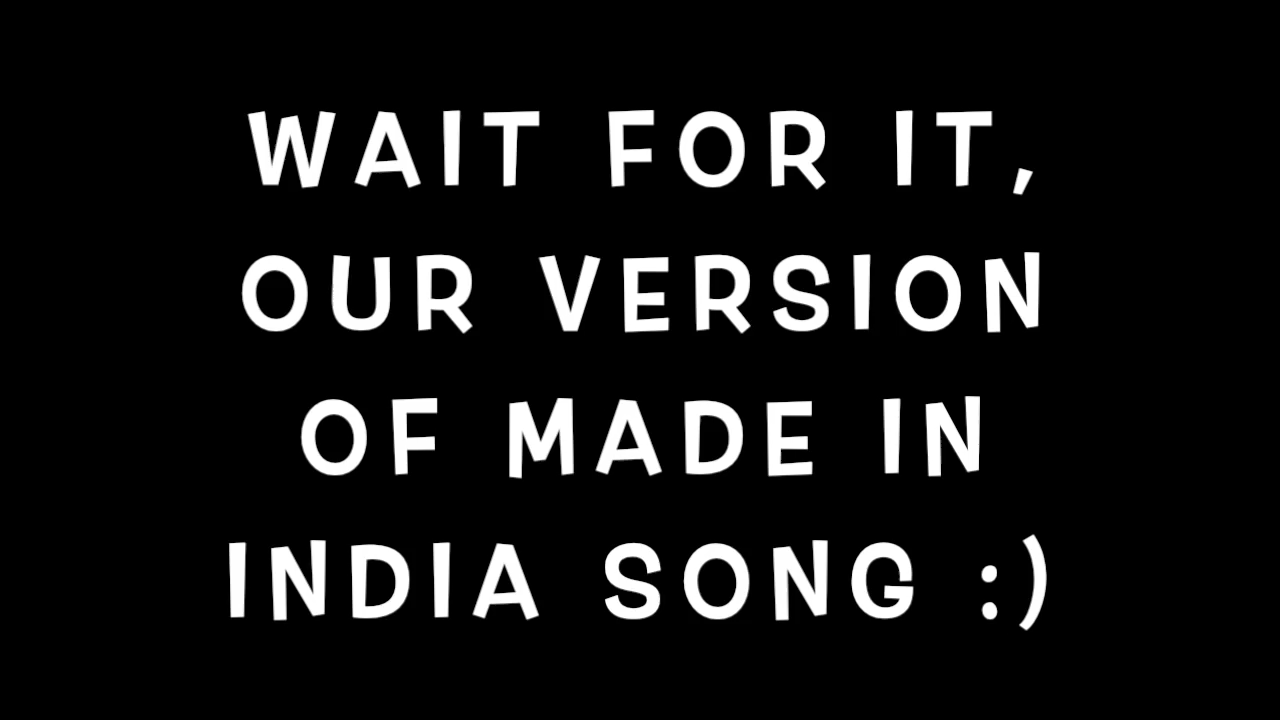 WAIT FOR IT,
OUR VERSION
OF MADE IN
INDIA SONG :)